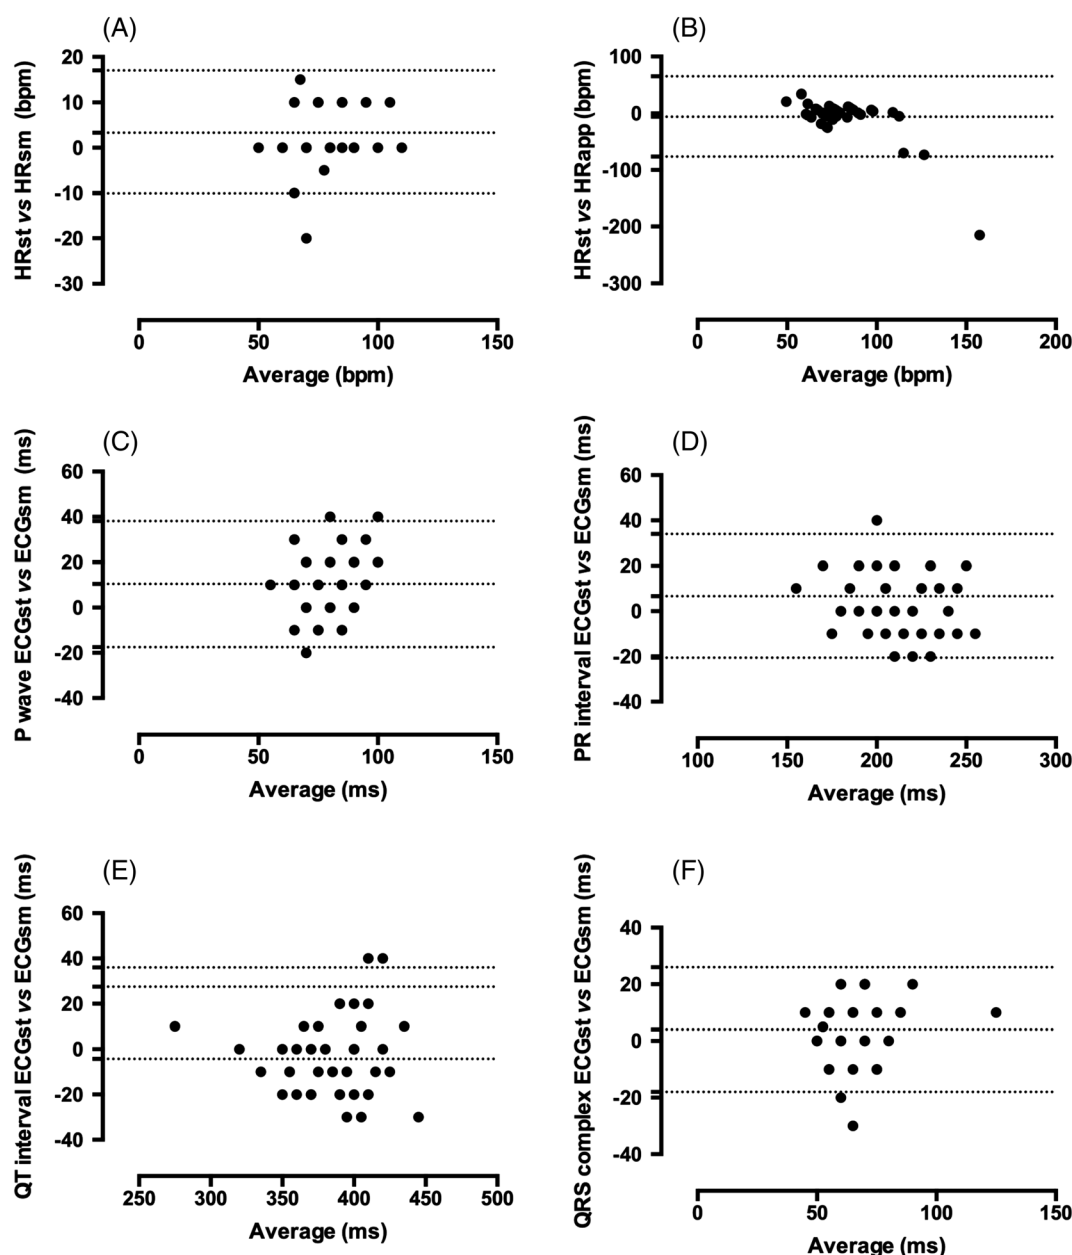 (A)
HRst vs HRsm (bpm)
20
10
0
-10
-20
-30
0 50 100 150
Average (bpm)
(B)
HRst vs HRapp (bpm)
100
0
-100
-200
-300
0 50 100 150 200
Average (bpm)
(C)
P wave ECGst vs ECGsm (ms)
60
40
20
0
-20
-40
0 50 100 150
Average (ms)
(D)
PR interval ECGst vs ECGsm (ms)
60
40
20
0
-20
-40
100 150 200 250 300
Average (ms)
(E)
QT interval ECGst vs ECGsm (ms)
60
40
20
0
-20
-40
250 300 350 400 450 500
Average (ms)
(F)
QRS complex ECGst vs ECGsm (ms)
40
20
0
-20
-40
0 50 100 150
Average (ms)